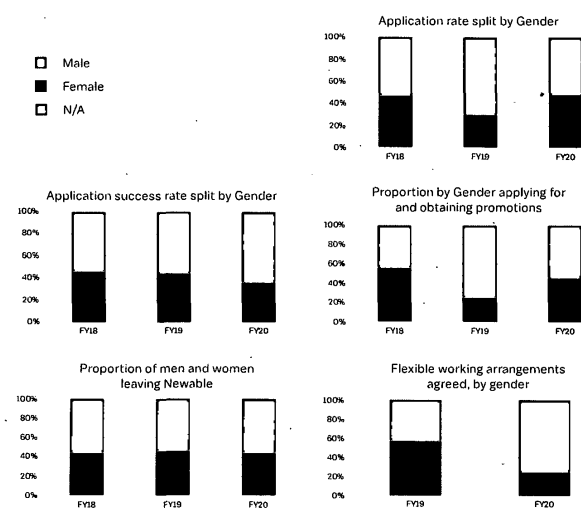 Application rate split by Gender
Male
Female
N/A
100%
80%
60%
40%
20%
0%
FY18
FY19
FY20
Application success rate split by Gender
100%
80%
60%
40%
20%
0%
FY18
FY19
FY20
Proportion by Gender applying for
and obtaining promotions
100%
80%
60%
40%
20%
0%
FY18
FY19
FY20
Proportion of men and women
leaving Newable
100%
80%
60%
40%
20%
0%
FY18
FY19
FY20
Flexible working arrangements
agreed, by gender
100%
80%
60%
40%
20%
0%
FY19
FY20